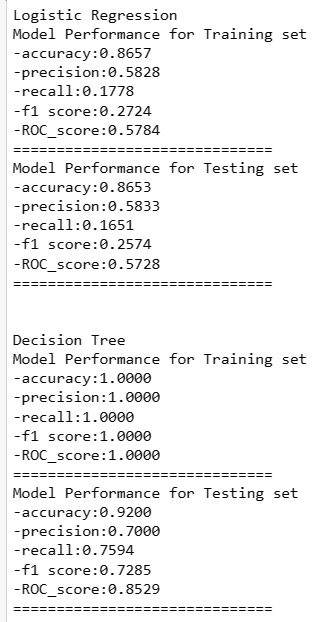 Logistic Regression
Model Performance for Training set
-accuracy:0.8657
-precision:0.5828
-recall:0.1778
-f1 score:0.2724
-ROC_score:0.5784
==============================
Model Performance for Testing set
-accuracy:0.8653
-precision:0.5833
-recall:0.1651
-f1 score:0.2574
-ROC_score:0.5728
==============================
Decision Tree
Model Performance for Training set
-accuracy:1.0000
-precision:1.0000
-recall:1.0000
-f1 score:1.0000
-ROC_score:1.0000
==============================
Model Performance for Testing set
-accuracy:0.9200
-precision:0.7000
-recall:0.7594
-f1 score:0.7285
-ROC_score:0.8529
==============================